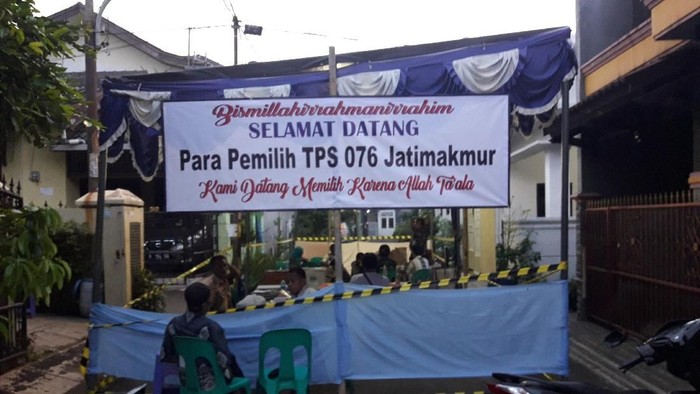 Bismillahirrahmanirrahim
SELAMAT DATANG
Para Pemilih TPS 076 Jatimakmur
Kami Datang Memilih Karena Allah Ta'ala